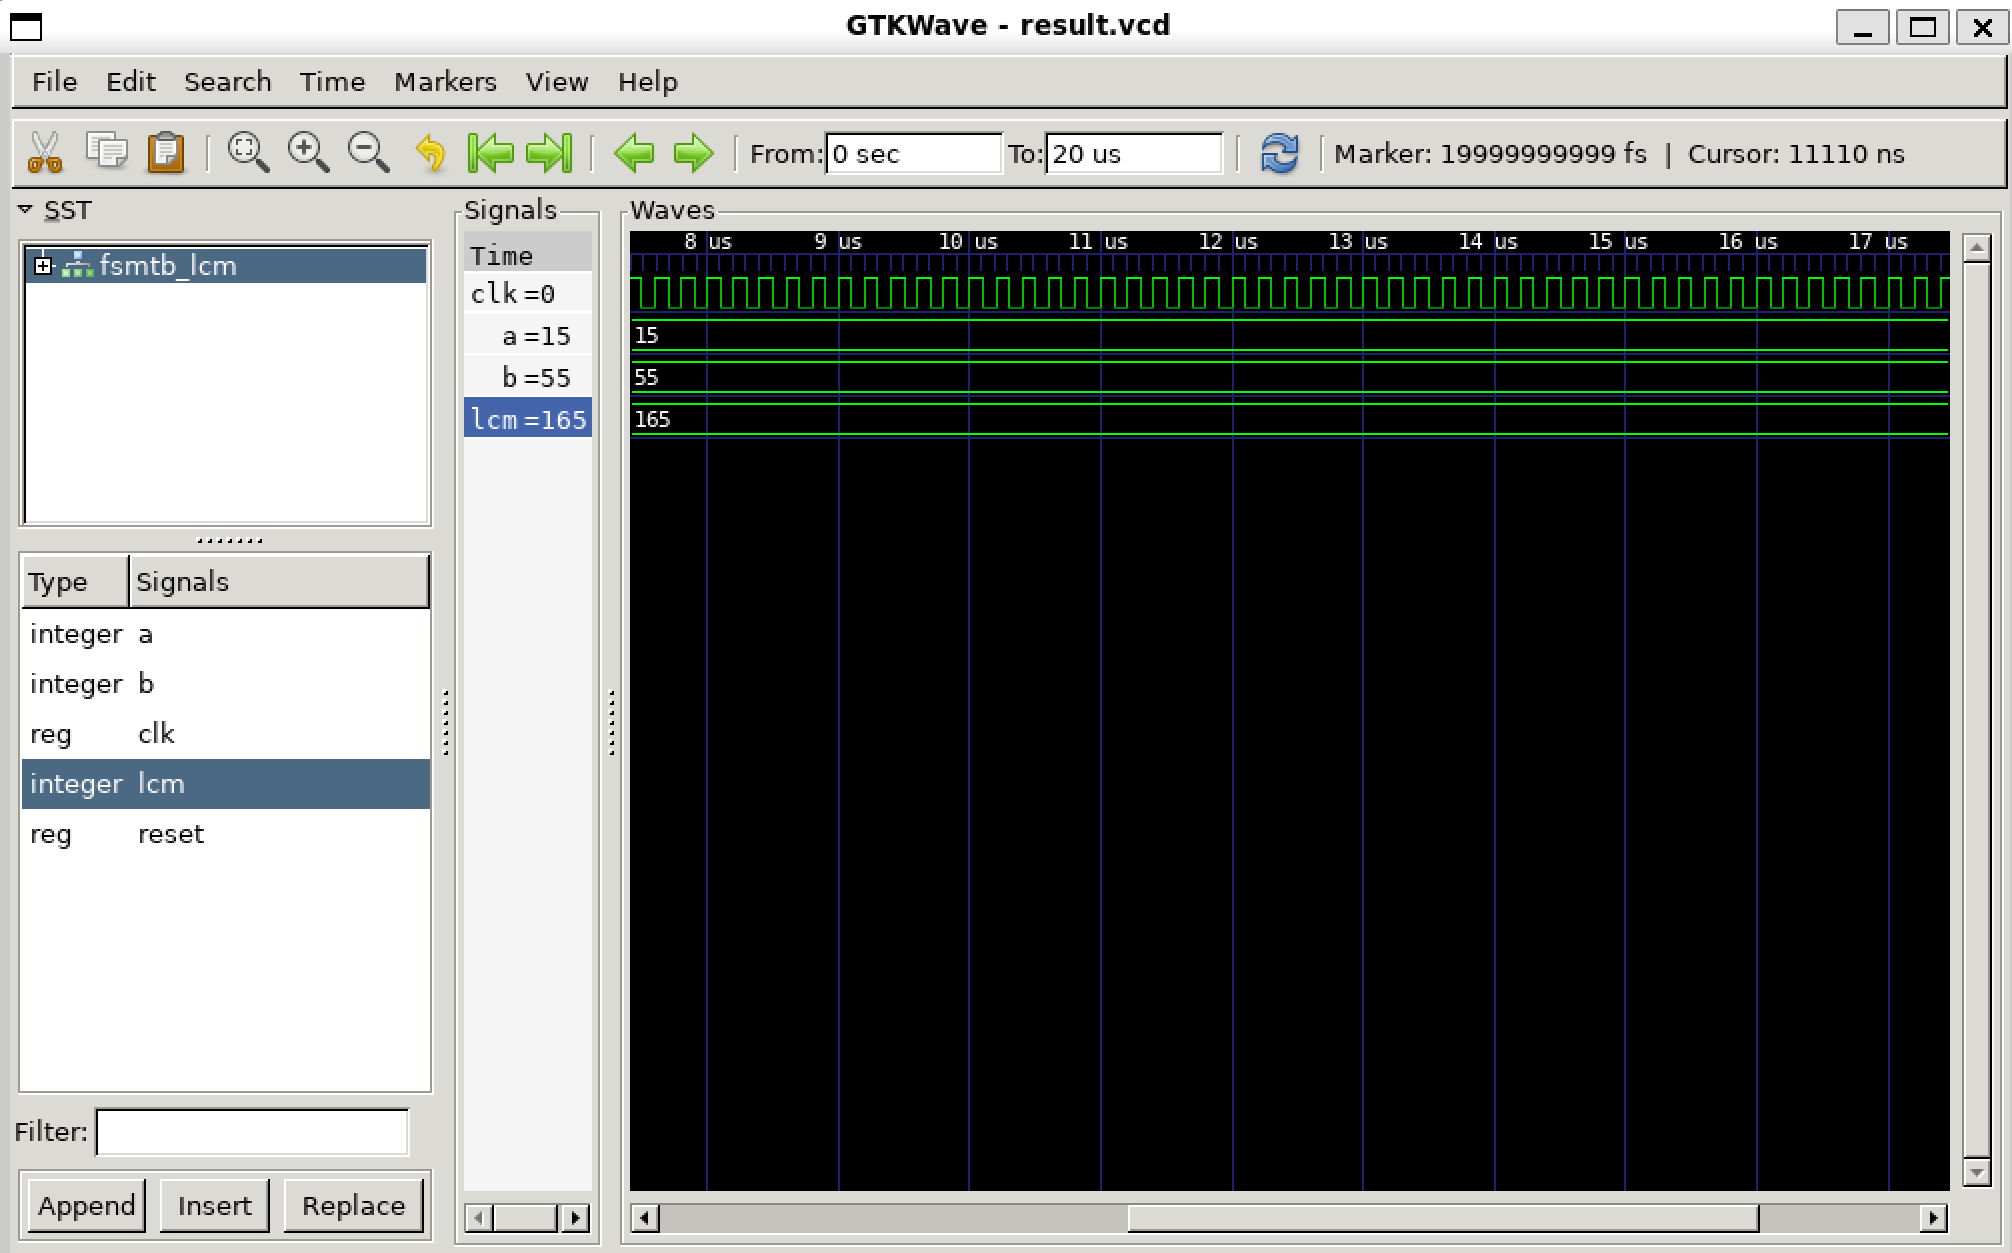 GTKWave - result.vcd
File Edit Search Time Markers View Help
From: 0 sec To: 20 us Marker: 19999999999 fs | Cursor: 11110 ns
SST
fsmtb_lcm
Type Signals
integer a
integer b
reg clk
integer lcm
reg reset
Filter:
Append Insert Replace
Signals
Time
clk =0
a =15
b =55
lcm =165
Waves
8 us 9 us 10 us 11 us 12 us 13 us 14 us 15 us 16 us 17 us
15
55
165